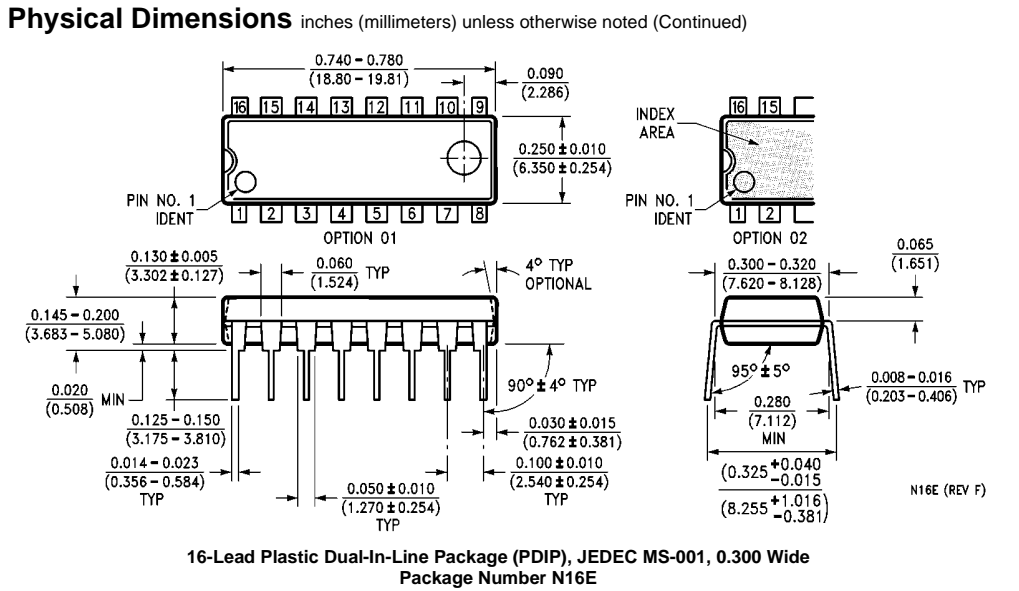 Physical Dimensions inches (millimeters) unless otherwise noted (Continued)
0.740 – 0.780
(18.80 – 19.81)
0.090
(2.286)
16 15 14 13 12 11 10 9
0.250 ± 0.010
(6.350 ± 0.254)
PIN NO. 1
IDENT
1 2 3 4 5 6 7 8
OPTION 01
INDEX
AREA
16 15
PIN NO. 1
IDENT
1 2
OPTION 02
0.065
(1.651)
0.130 ± 0.005
(3.302 ± 0.127)
0.060
(1.524)
TYP
4° TYP
OPTIONAL
0.300 – 0.320
(7.620 – 8.128)
0.145 – 0.200
(3.683 – 5.080)
0.020
(0.508)
MIN
0.125 – 0.150
(3.175 – 3.810)
0.014 – 0.023
(0.356 – 0.584)
TYP
0.050 ± 0.010
(1.270 ± 0.254)
TYP
90° ± 4° TYP
0.030 ± 0.015
(0.762 ± 0.381)
0.100 ± 0.010
(2.540 ± 0.254)
TYP
95° ± 5°
0.008 – 0.016
(0.203 – 0.406)
TYP
0.280
(7.112)
MIN
(0.325 +0.040
–0.015
(8.255 +1.016
–0.381)
N16E (REV F)
16-Lead Plastic Dual-In-Line Package (PDIP), JEDEC MS-001, 0.300 Wide
Package Number N16E